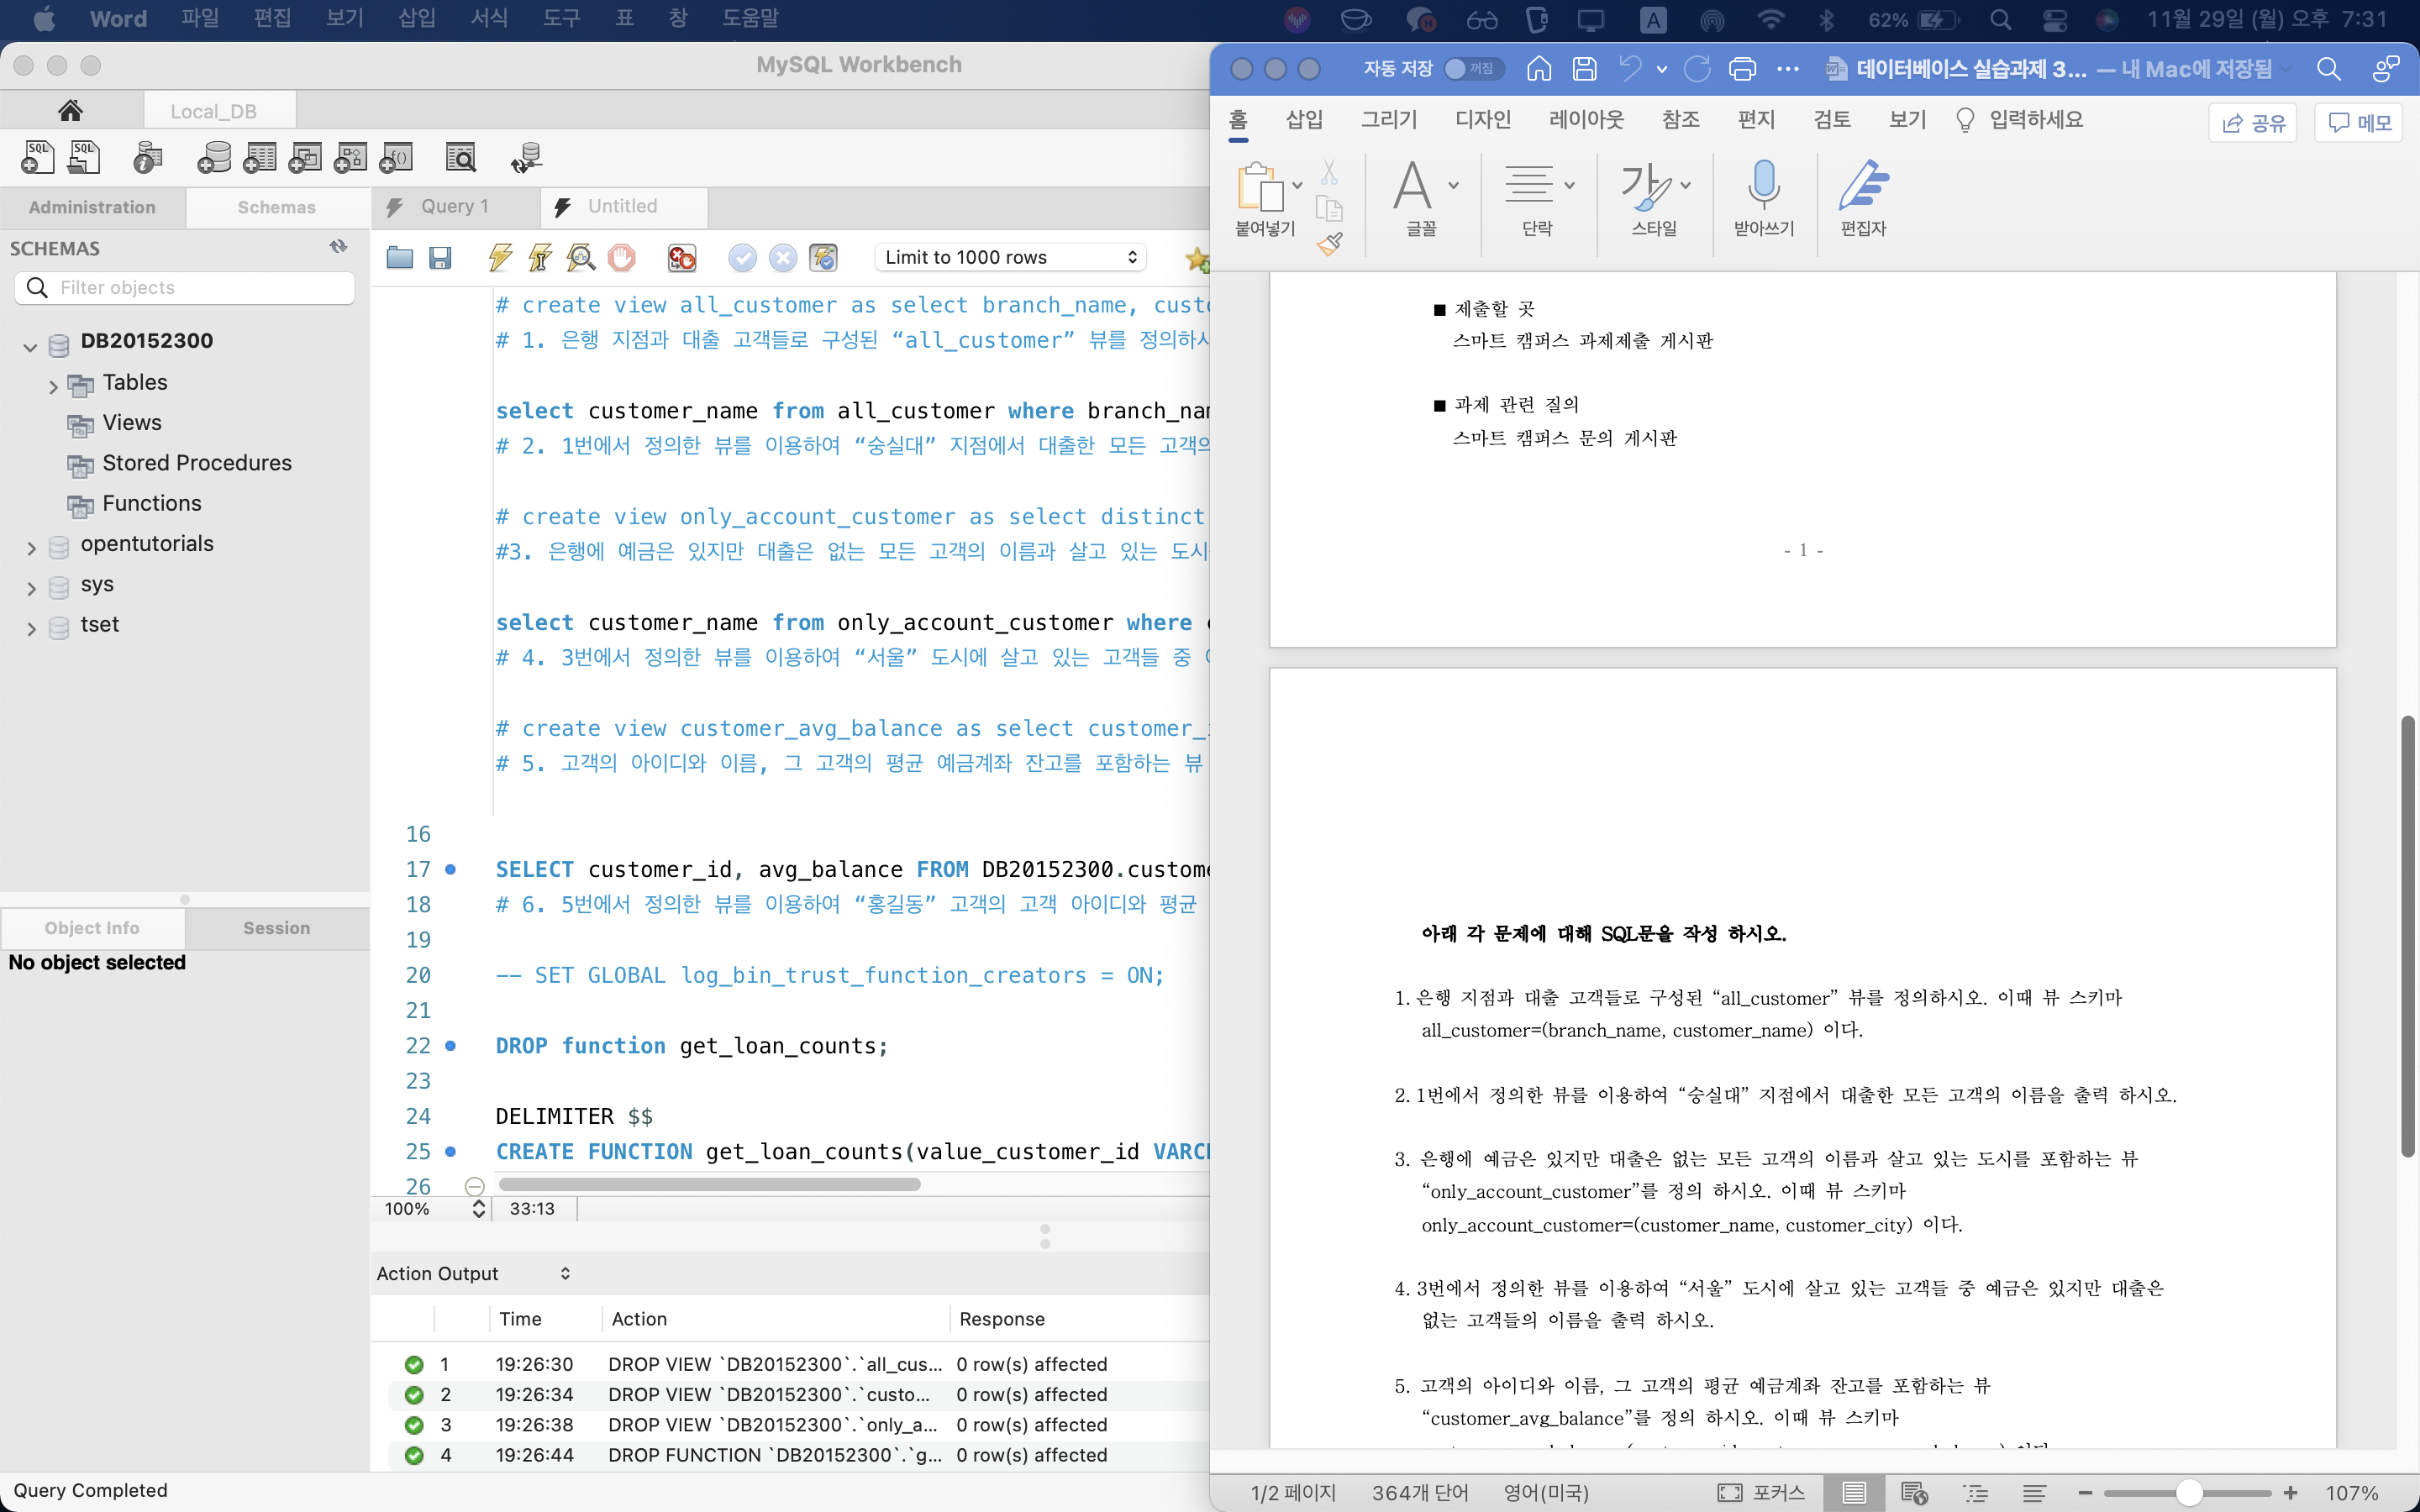 Word 파일 편집 보기 삽입 서식 도구 표 창 도움말 62% 11월 29일 (월) 오후 7:31
MySQL Workbench
Local_DB
Administration Schemas
SCHEMAS
Filter objects
DB20152300
Tables
Views
Stored Procedures
Functions
opentutorials
sys
tset
Object Info Session
No object selected
Query 1 Untitled
Limit to 1000 rows
# create view all_customer as select branch_name,
# 1. 은행 지점과 대출 고객들로 구성된 “all_customer” 뷰를
select customer_name from all_customer where
# 2. 1번에서 정의한 뷰를 이용하여 “숭실대” 지점에서 대출한 모든
# create view only_account_customer as select distinct
#3. 은행에 예금은 있지만 대출은 없는 모든 고객의 이름과 살고 있는
select customer_name from only_account_customer where
# 4. 3번에서 정의한 뷰를 이용하여 “서울” 도시에 살고 있는 고객들 중
# create view customer_avg_balance as select
# 5. 고객의 아이디와 이름, 그 고객의 평균 예금계좌 잔고를 포함하는 뷰
16
17 SELECT customer_id, avg_balance FROM
18 # 6. 5번에서 정의한 뷰를 이용하여 “홍길동” 고객의 고객 아이디와 평균
19
20 -- SET GLOBAL log_bin_trust_function_creators = ON;
21
22 DROP function get_loan_counts;
23
24 DELIMITER $$
25 CREATE FUNCTION get_loan_counts(value_customer_id
26
100% 33:13
Action Output
Time Action Response
1 19:26:30 DROP VIEW `DB20152300`.`all_cus... 0 row(s) affected
2 19:26:34 DROP VIEW `DB20152300`.`custo... 0 row(s) affected
3 19:26:38 DROP VIEW `DB20152300`.`only_a... 0 row(s) affected
4 19:26:44 DROP FUNCTION `DB20152300`.`g... 0 row(s) affected
Query Completed
자동 저장 꺼짐 데이터베이스 실습과제 3... — 내 Mac에 저장됨
홈 삽입 그리기 디자인 레이아웃 참조 편지 검토 보기 입력하세요 공유 메모
붙여넣기 글꼴 단락 스타일 받아쓰기 편집자
■ 제출할 곳
스마트 캠퍼스 과제제출 게시판
■ 과제 관련 질의
스마트 캠퍼스 문의 게시판
- 1 -
아래 각 문제에 대해 SQL문을 작성 하시오.
1. 은행 지점과 대출 고객들로 구성된 “all_customer” 뷰를 정의하시오. 이때 뷰 스키마
all_customer=(branch_name, customer_name) 이다.
2. 1번에서 정의한 뷰를 이용하여 “숭실대” 지점에서 대출한 모든 고객의 이름을 출력 하시오.
3. 은행에 예금은 있지만 대출은 없는 모든 고객의 이름과 살고 있는 도시를 포함하는 뷰
“only_account_customer”를 정의 하시오. 이때 뷰 스키마
only_account_customer=(customer_name, customer_city) 이다.
4. 3번에서 정의한 뷰를 이용하여 “서울” 도시에 살고 있는 고객들 중 예금은 있지만 대출은
없는 고객들의 이름을 출력 하시오.
5. 고객의 아이디와 이름, 그 고객의 평균 예금계좌 잔고를 포함하는 뷰
“customer_avg_balance”를 정의 하시오. 이때 뷰 스키마
1/2 페이지 364개 단어 영어(미국) 포커스 107%